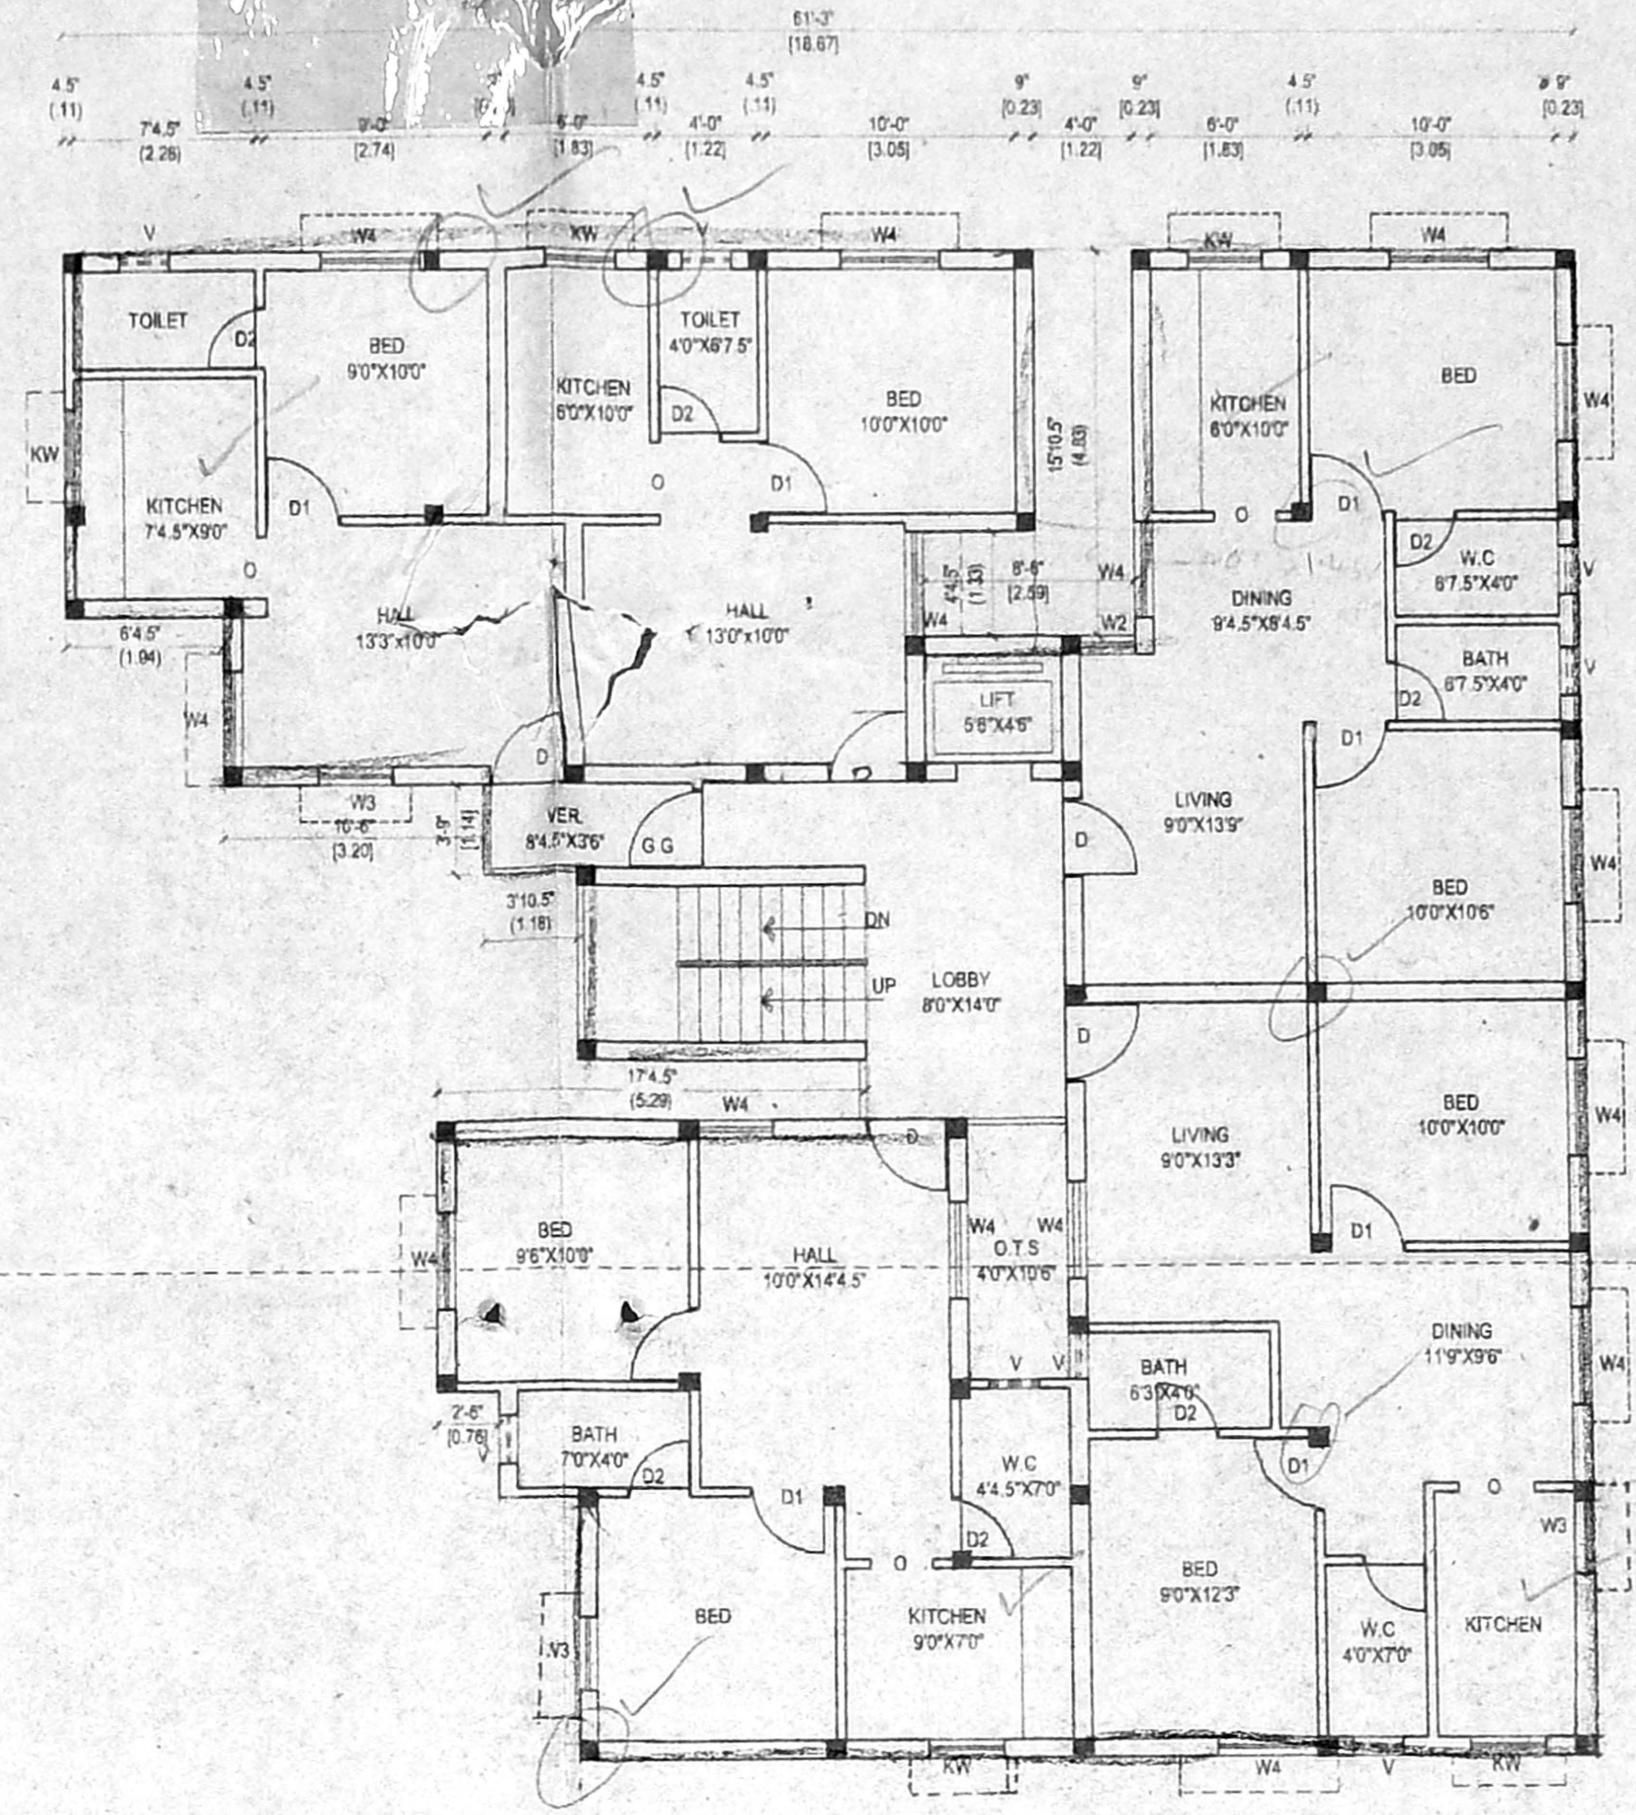 61'-3"
[18.67]
4.5" 4.5" 4.5" 4.5" 9" 9" 4.5" 9"
(.11) (.11) (.11) (.11) [0.23] [0.23] (.11) [0.23]
7'4.5" 9'-0" 6'-0" 4'-0" 10'-0" 4'-0" 6'-0" 10'-0"
(2.26) [2.74] [1.83] [1.22] [3.05] [1.22] [1.83] [3.05]
V W4 KW V W4 KW W4
TOILET
D2
BED
9'0"X10'0"
KITCHEN
6'0"X10'0"
TOILET
4'0"X6'7.5"
D2
BED
10'0"X10'0"
15'10.5"
(4.83)
KITCHEN
6'0"X10'0"
BED
W4
KW
KITCHEN
7'4.5"X9'0"
D1
O
O
D1
O
D1
D2
W.C
6'7.5"X4'0"
V
6'4.5"
(1.94)
HALL
13'3"x10'0"
HALL
13'0"x10'0"
W4
4'4.5"
(1.33)
8'-6"
[2.59]
W4
W2
DINING
9'4.5"X8'4.5"
BATH
6'7.5"X4'0"
V
D2
W4
D
LIFT
5'6"X4'6"
D
D1
W3
10'-6"
[3.20]
3'-9"
[1.14]
VER.
8'4.5"X3'6"
G.G
LIVING
9'0"X13'9"
D
W4
BED
10'0"X10'6"
3'10.5"
(1.18)
DN
UP
LOBBY
8'0"X14'0"
D
17'4.5"
(5.29)
W4
D
LIVING
9'0"X13'3"
BED
10'0"X10'0"
W4
W4
BED
9'6"X10'0"
HALL
10'0"X14'4.5"
W4 W4
O.T.S
4'0"X10'6"
D1
V V
DINING
11'9"X9'6"
W4
BATH
6'3"X4'0"
D2
2'-6"
[0.76]
V
BATH
7'0"X4'0"
D2
D1
W.C
4'4.5"X7'0"
D2
D1
O
W3
O
BED
9'0"X12'3"
W3
BED
KITCHEN
9'0"X7'0"
W.C
4'0"X7'0"
KITCHEN
KW W4 V KW